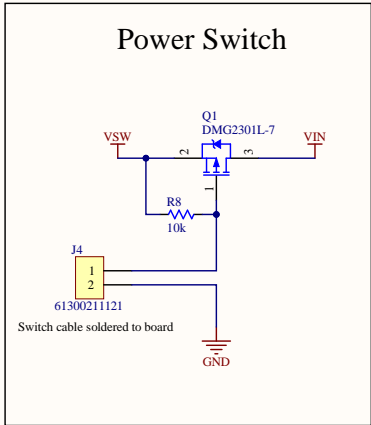 Power Switch
Q1
DMG2301L-7
VSW
VIN
2
3
1
R8
10k
J4
1
2
61300211121
Switch cable soldered to board
GND